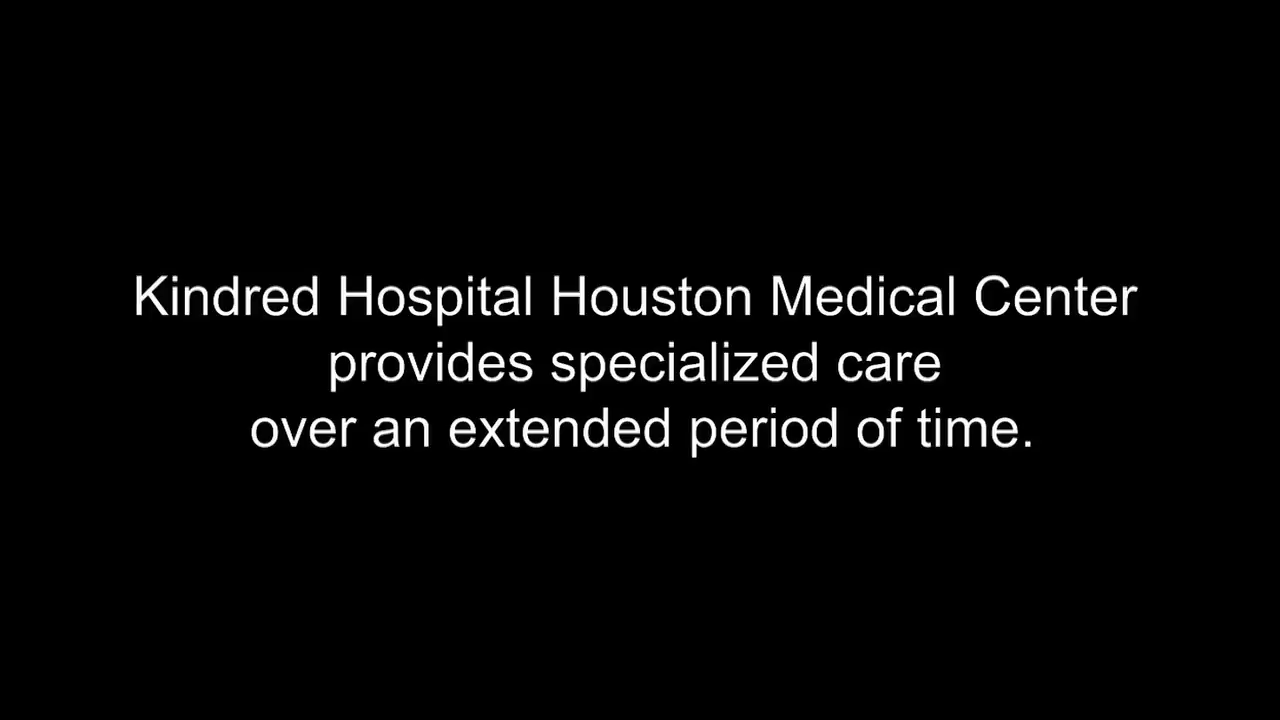 Kindred Hospital Houston Medical Center
provides specialized care
over an extended period of time.